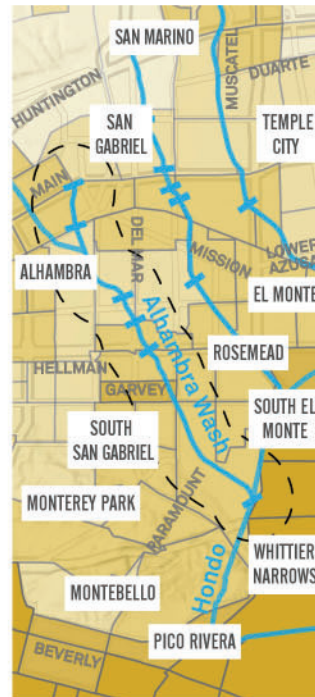 SAN MARINO
MUSCATEL
DUARTE
HUNTINGTON
SAN
GABRIEL
TEMPLE
CITY
MAIN
DEL MAR
MISSION
LOWER
AZUSA
ALHAMBRA
EL MONTE
Alhambra Wash
ROSEMEAD
HELLMAN
GARVEY
SOUTH EL
MONTE
SOUTH
SAN GABRIEL
MONTEREY PARK
PARAMOUNT
WHITTIER
NARROWS
MONTEBELLO
Hondo
PICO RIVERA
BEVERLY